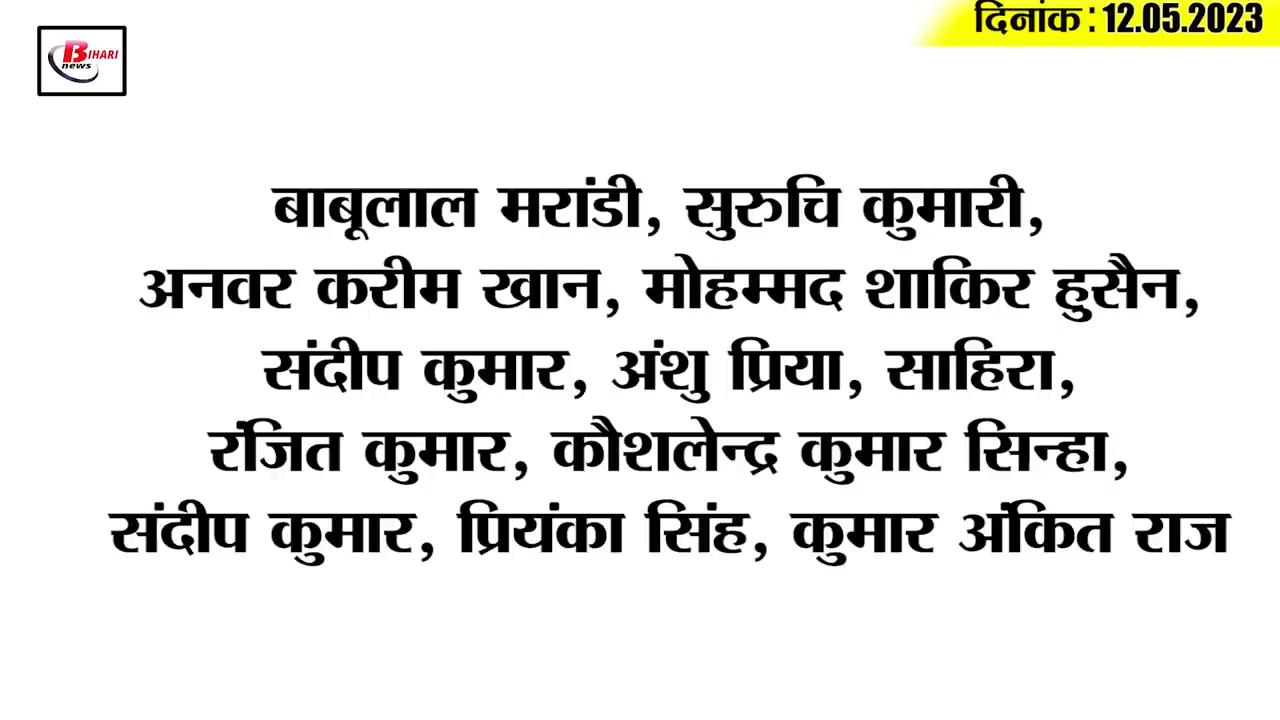 दिनांक : 12.05.2023
BIHARI
news
बाबूलाल मरांडी, सुरुचि कुमारी,
अनवर करीम खान, मोहम्मद शाकिर हुसैन,
संदीप कुमार, अंशु प्रिया, साहिरा,
रंजित कुमार, कौशलेन्द्र कुमार सिन्हा,
संदीप कुमार, प्रियंका सिंह, कुमार अंकित राज